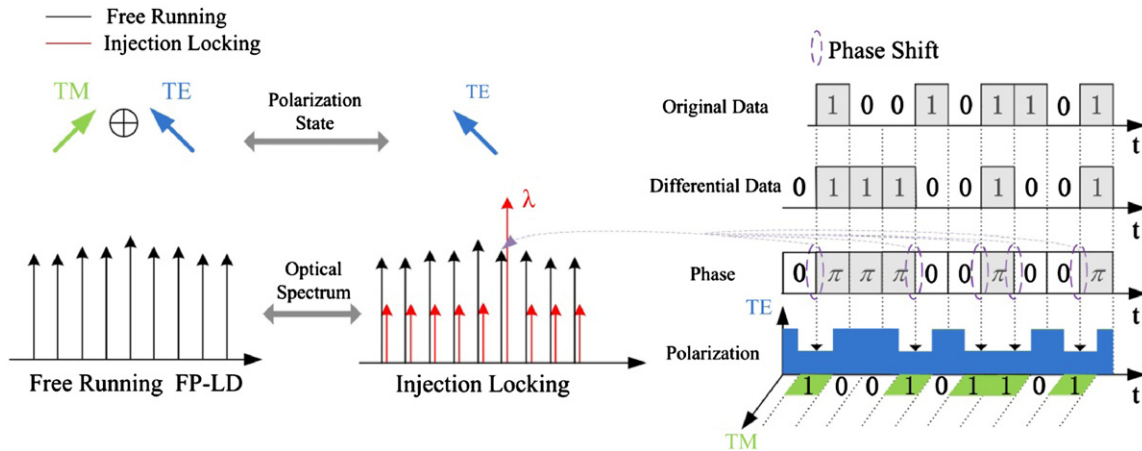 Free Running
Injection Locking
TM
TE
Polarization
State
TE
λ
Optical
Spectrum
Free Running FP-LD
Injection Locking
Phase Shift
Original Data
1 0 0 1 0 1 1 0 1
t
Differential Data
0 1 1 1 0 0 1 0 0 1
t
Phase
0 π π π 0 0 π 0 0 π
t
TE
Polarization
1 0 0 1 0 1 1 0 1
t
TM